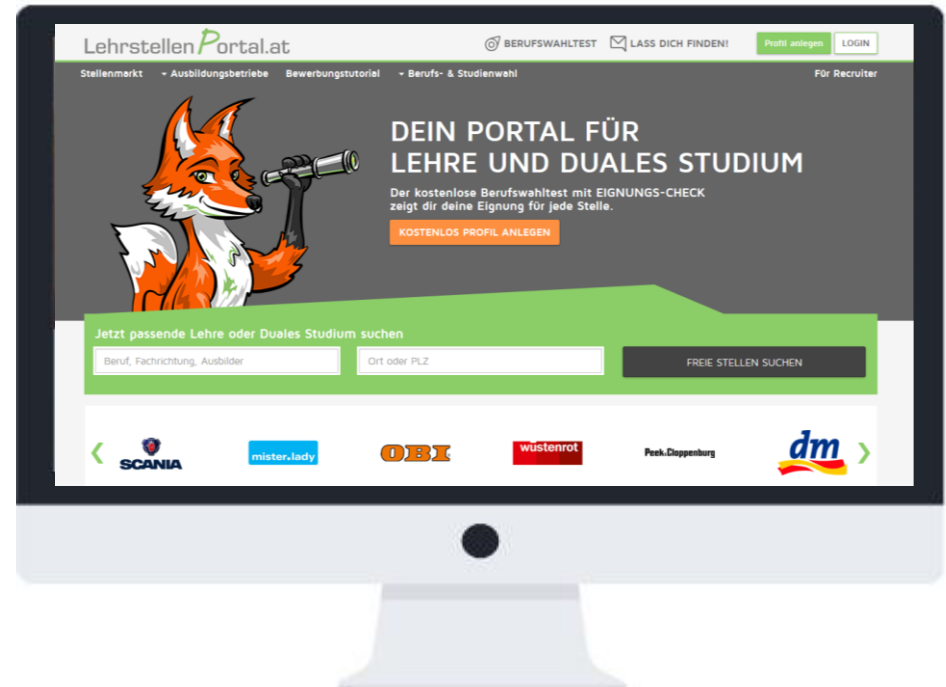 LehrstellenPortal.at
BERUFSWAHLTEST
LASS DICH FINDEN!
Profil anlegen
LOGIN
Stellenmarkt
Ausbildungsbetriebe
Bewerbungstutorial
Berufs- & Studienwahl
Für Recruiter
DEIN PORTAL FÜR
LEHRE UND DUALES STUDIUM
Der kostenlose Berufswahltest mit EIGNUNGS-CHECK
zeigt dir deine Eignung für jede Stelle.
KOSTENLOS PROFIL ANLEGEN
Jetzt passende Lehre oder Duales Studium suchen
Beruf, Fachrichtung, Ausbilder
Ort oder PLZ
FREIE STELLEN SUCHEN
SCANIA
mister*lady
OBI
wüstenrot
Peek&Cloppenburg
dm